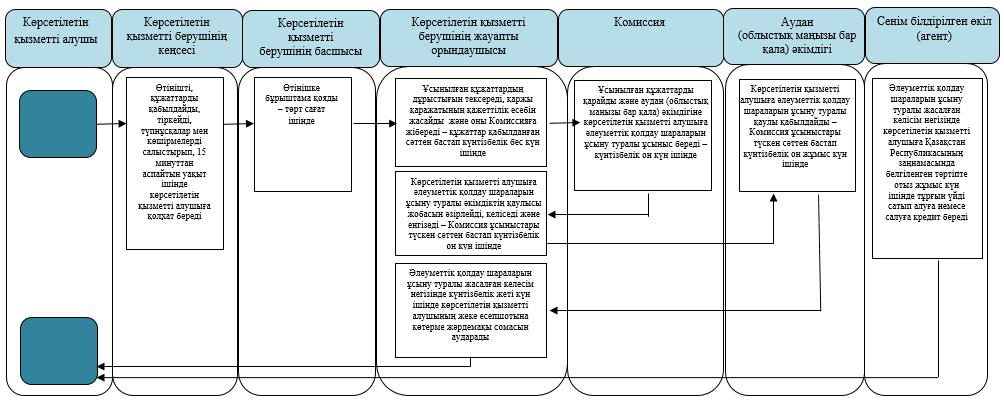 Көрсетілетін
қызметті алушы
Көрсетілетін
қызметті берушінің
кеңсесі
Көрсетілетін
қызметті
берушінің басшысы
Көрсетілетін қызметті
берушінің жауапты
орындаушысы
Комиссия
Аудан
(облыстық маңызы бар
қала) әкімдігі
Сенім білдірілген өкіл
(агент)
Өтінішті,
құжаттарды
қабылдайды,
тіркейді,
түпнұсқалар мен
көшірмелерді
салыстырып, 15
минуттан
аспайтын уақыт
ішінде
көрсетілетін
қызметті алушыға
қолхат береді
Өтінішке
бұрыштама қояды
– төрт сағат
ішінде
Ұсынылған құжаттардың
дұрыстығын тексереді, қаржы
қаражатының қажеттілік есебін
жасайды және оны Комиссияға
жібереді – құжаттар қабылданған
сәттен бастап күнтізбелік бес күн
ішінде
Көрсетілетін қызметті алушыға
әлеуметтік қолдау шараларын
ұсыну туралы әкімдіктің қаулысы
жобасын әзірлейді, келіседі және
енгізеді – Комиссия ұсыныстары
түскен сәттен бастап күнтізбелік
он күн ішінде
Әлеуметтік қолдау шараларын
ұсыну туралы жасалған келесім
негізінде күнтізбелік жеті күн
ішінде көрсетілетін қызметті
алушының жеке есепшотына
көтерме жәрдемақы сомасын
аударады
Ұсынылған құжаттарды
қарайды және аудан (облыстық
маңызы бар қала) әкімдігіне
көрсетілетін қызметті алушыға
әлеуметтік қолдау шараларын
ұсыну туралы ұсыныс береді –
күнтізбелік он күн ішінде
Көрсетілетін қызметті
алушыға әлеуметтік қолдау
шараларын ұсыну туралы
қаулы қабылдайды –
Комиссия ұсыныстары
түскен сәттен бастап
күнтізбелік он жұмыс күн
ішінде
Әлеуметтік қолдау
шараларын ұсыну
туралы жасалған
келісім негізінде
көрсетілетін қызметті
алушыға Қазақстан
Республикасының
заңнамасында
белгіленген тәртіпте
отыз жұмыс күн
ішінде тұрғын үйді
сатып алуға немесе
салуға кредит береді